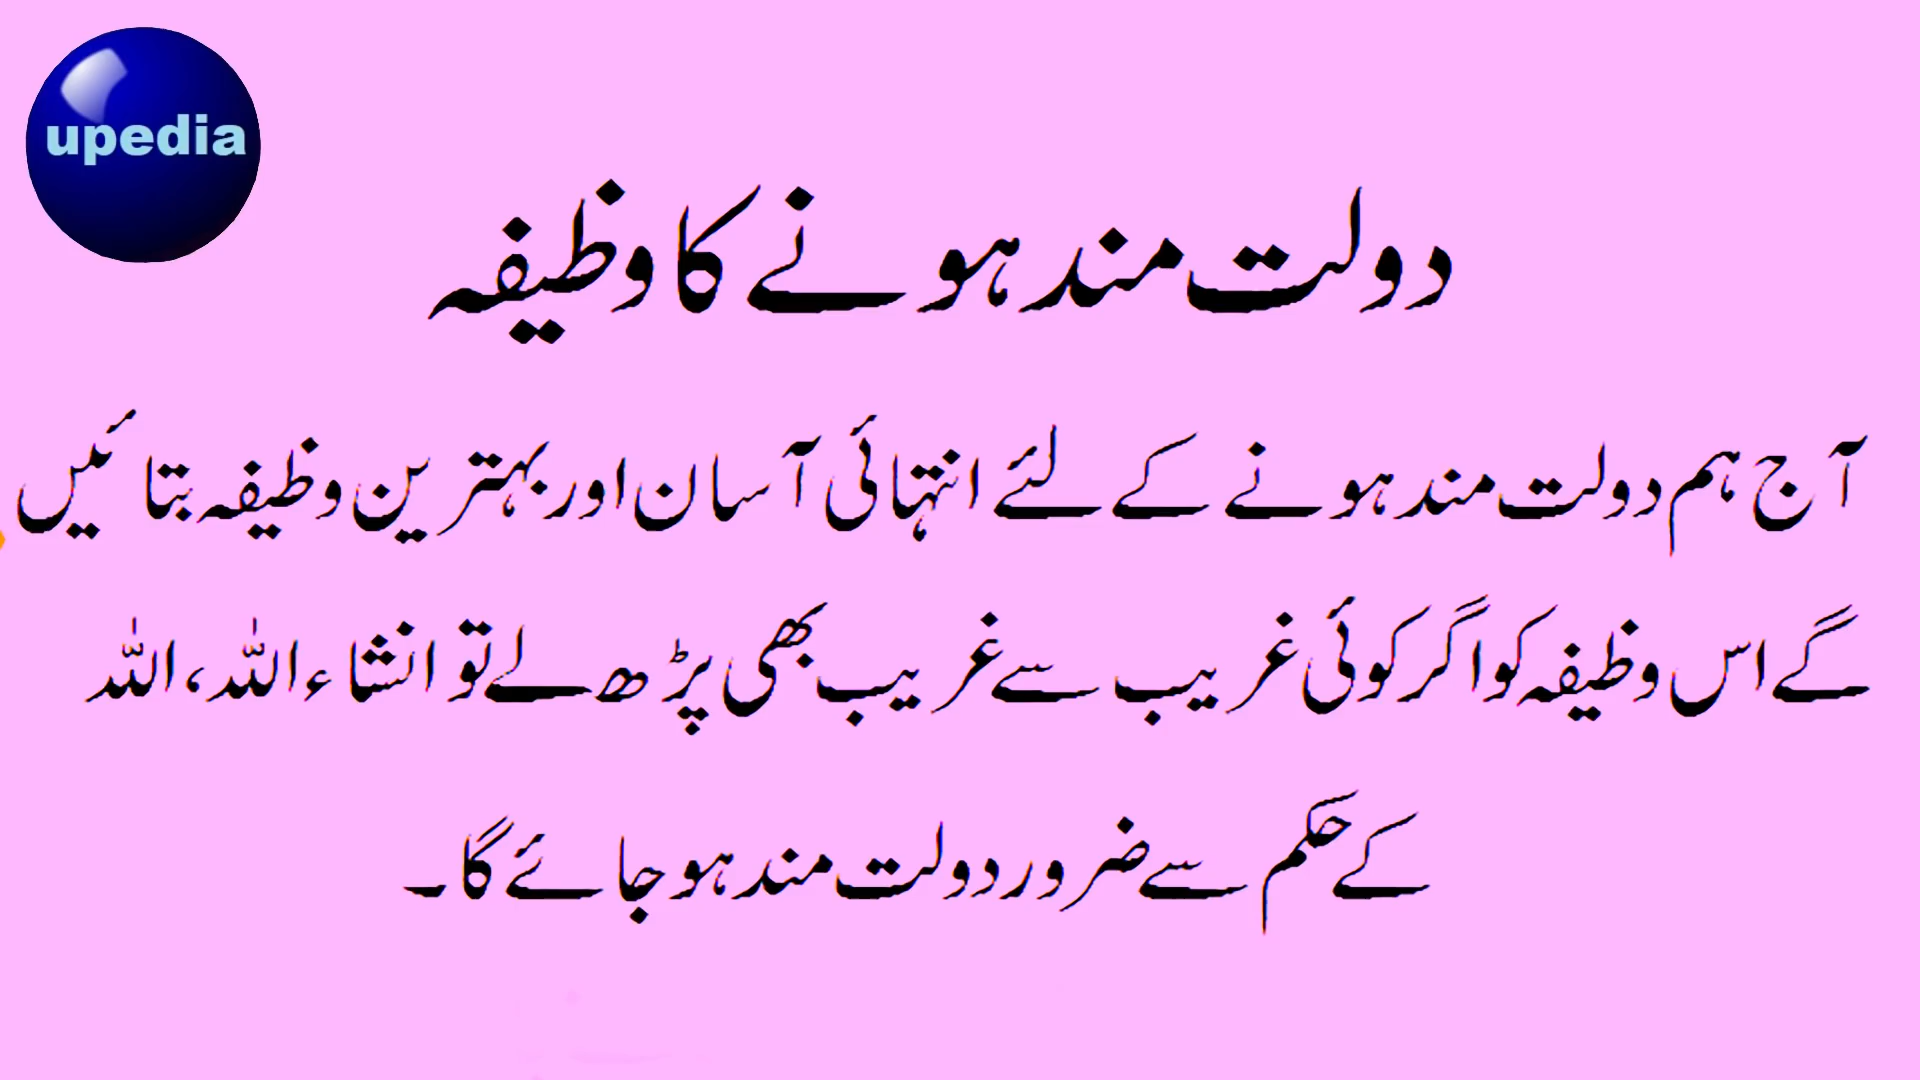 upedia
دولت مند ہونے کا وظیفہ
آج ہم دولت مند ہونے کے لئے انتہائی آسان اور بہترین وظیفہ بتائیں
گے اس وظیفہ کو اگر کوئی غریب سے غریب بھی پڑھ لے تو انشاء اللہ، اللہ
کے حکم سے ضرور دولت مند ہو جائے گا۔